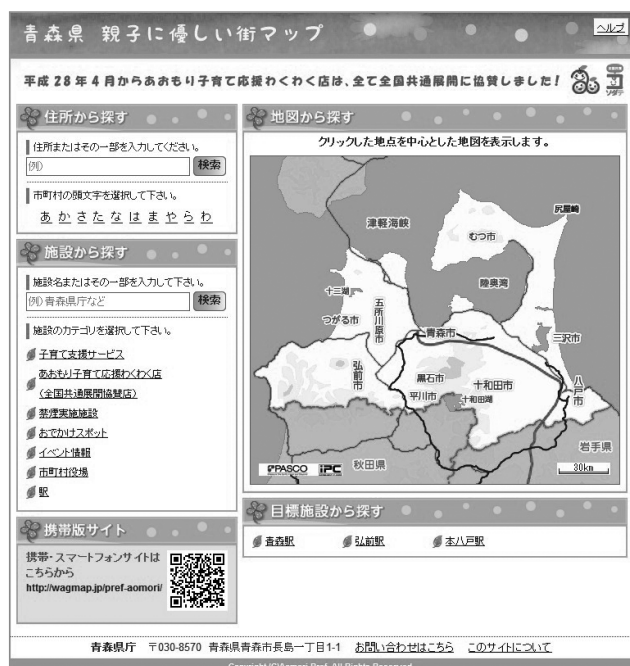 青森県 親子に優しい街マップ
ヘルプ
平成28年4月からあおもり子育て応援わくわく店は、全て全国共通展開に協賛しました!
住所から探す
住所またはその一部を入力してください。
例)
検索
市町村の頭文字を選択して下さい。
あ か さ た な は ま や ら わ
施設から探す
施設名またはその一部を入力して下さい。
例)青森県庁など
検索
施設のカテゴリを選択して下さい。
子育て支援サービス
あおもり子育て応援わくわく店
(全国共通展開協賛店)
禁煙実施施設
おでかけスポット
イベント情報
市町村役場
駅
携帯版サイト
携帯・スマートフォンサイトは
こちらから
http://wagmap.jp/pref-aomori/
地図から探す
クリックした地点を中心とした地図を表示します。
尻屋崎
津軽海峡
むつ市
陸奥湾
十三湖
五所川原市
つがる市
青森市
三沢市
弘前市
黒石市
十和田市
八戸市
平川市
十和田湖
岩手県
秋田県
PASCO
iPC
30km
目標施設から探す
青森駅
弘前駅
本八戸駅
青森県庁 〒030-8570 青森県青森市長島一丁目1-1 お問い合わせはこちら このサイトについて
Copyright (C)Aomori Pref. All Rights Reserved.